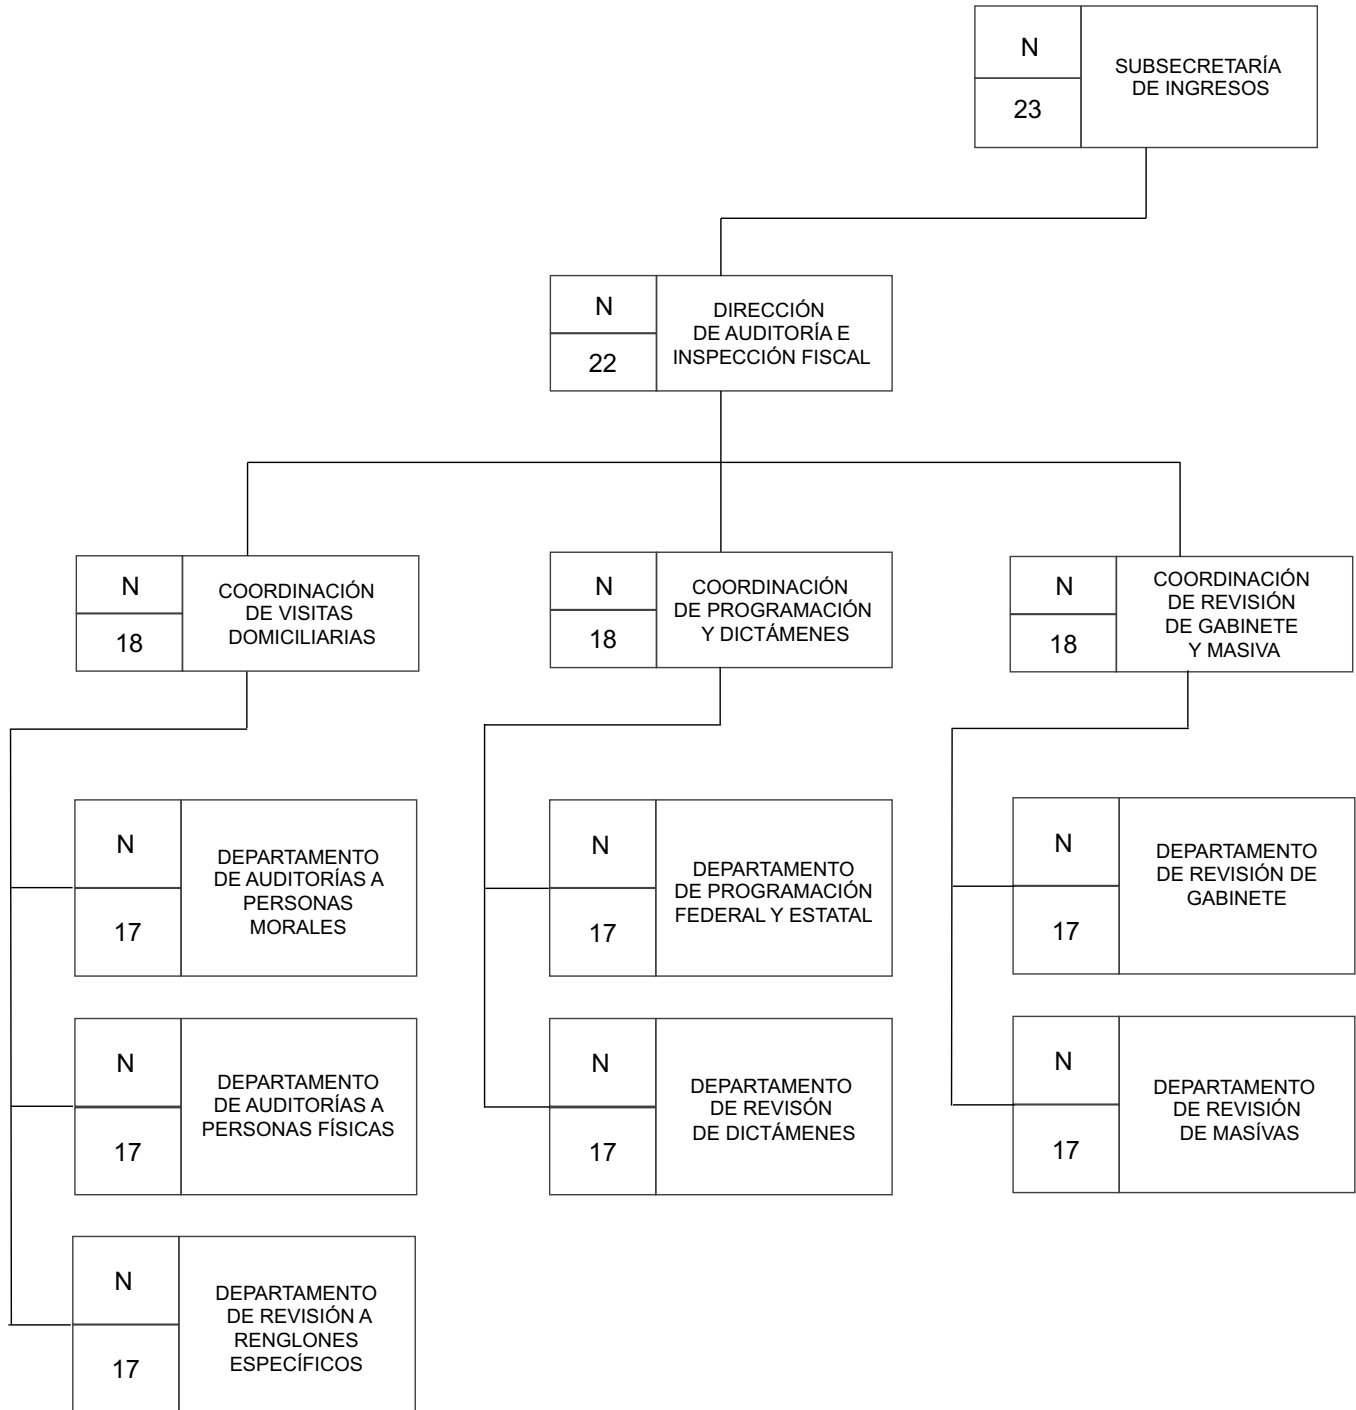 N
23
SUBSECRETARÍA
DE INGRESOS
N
22
DIRECCIÓN
DE AUDITORÍA E
INSPECCIÓN FISCAL
N
18
COORDINACIÓN
DE VISITAS
DOMICILIARIAS
N
18
COORDINACIÓN
DE PROGRAMACIÓN
Y DICTÁMENES
N
18
COORDINACIÓN
DE REVISIÓN
DE GABINETE
Y MASIVA
N
17
DEPARTAMENTO
DE AUDITORÍAS A
PERSONAS
MORALES
N
17
DEPARTAMENTO
DE PROGRAMACIÓN
FEDERAL Y ESTATAL
N
17
DEPARTAMENTO
DE REVISIÓN DE
GABINETE
N
17
DEPARTAMENTO
DE AUDITORÍAS A
PERSONAS FÍSICAS
N
17
DEPARTAMENTO
DE REVISÓN
DE DICTÁMENES
N
17
DEPARTAMENTO
DE REVISIÓN
DE MASÍVAS
N
17
DEPARTAMENTO
DE REVISIÓN A
RENGLONES
ESPECÍFICOS